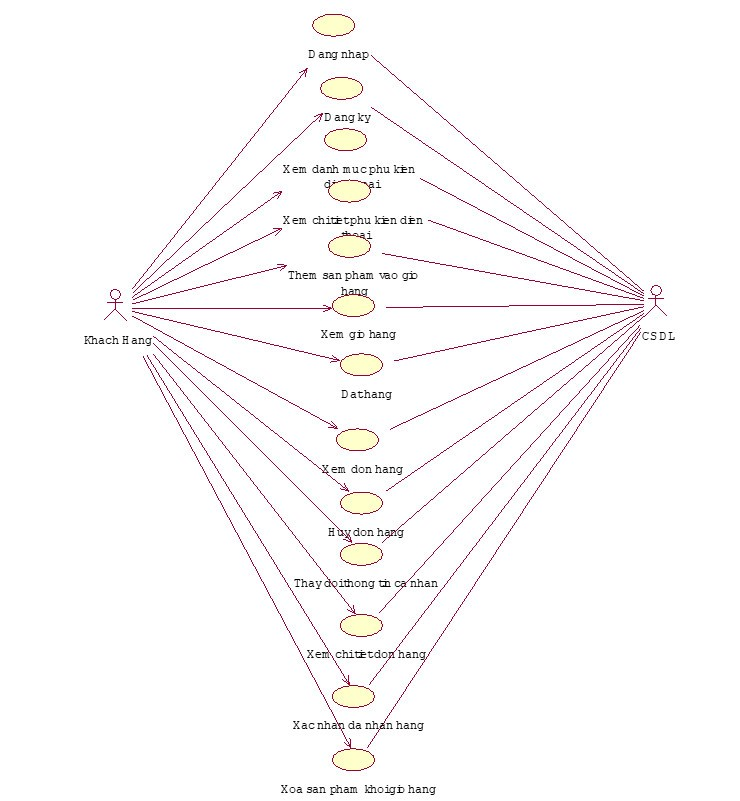 Dang nhap
Dang ky
Xem danh muc phu kien
Xem chi tiet phu kien dien
Them san pham vao gio
hang
Xem gio hang
Khach Hang
CSDL
Dat hang
Xem don hang
Huy don hang
Thay doi thong tin ca nhan
Xem chi tiet don hang
Xac nhan da nhan hang
Xoa san pham khoi gio hang